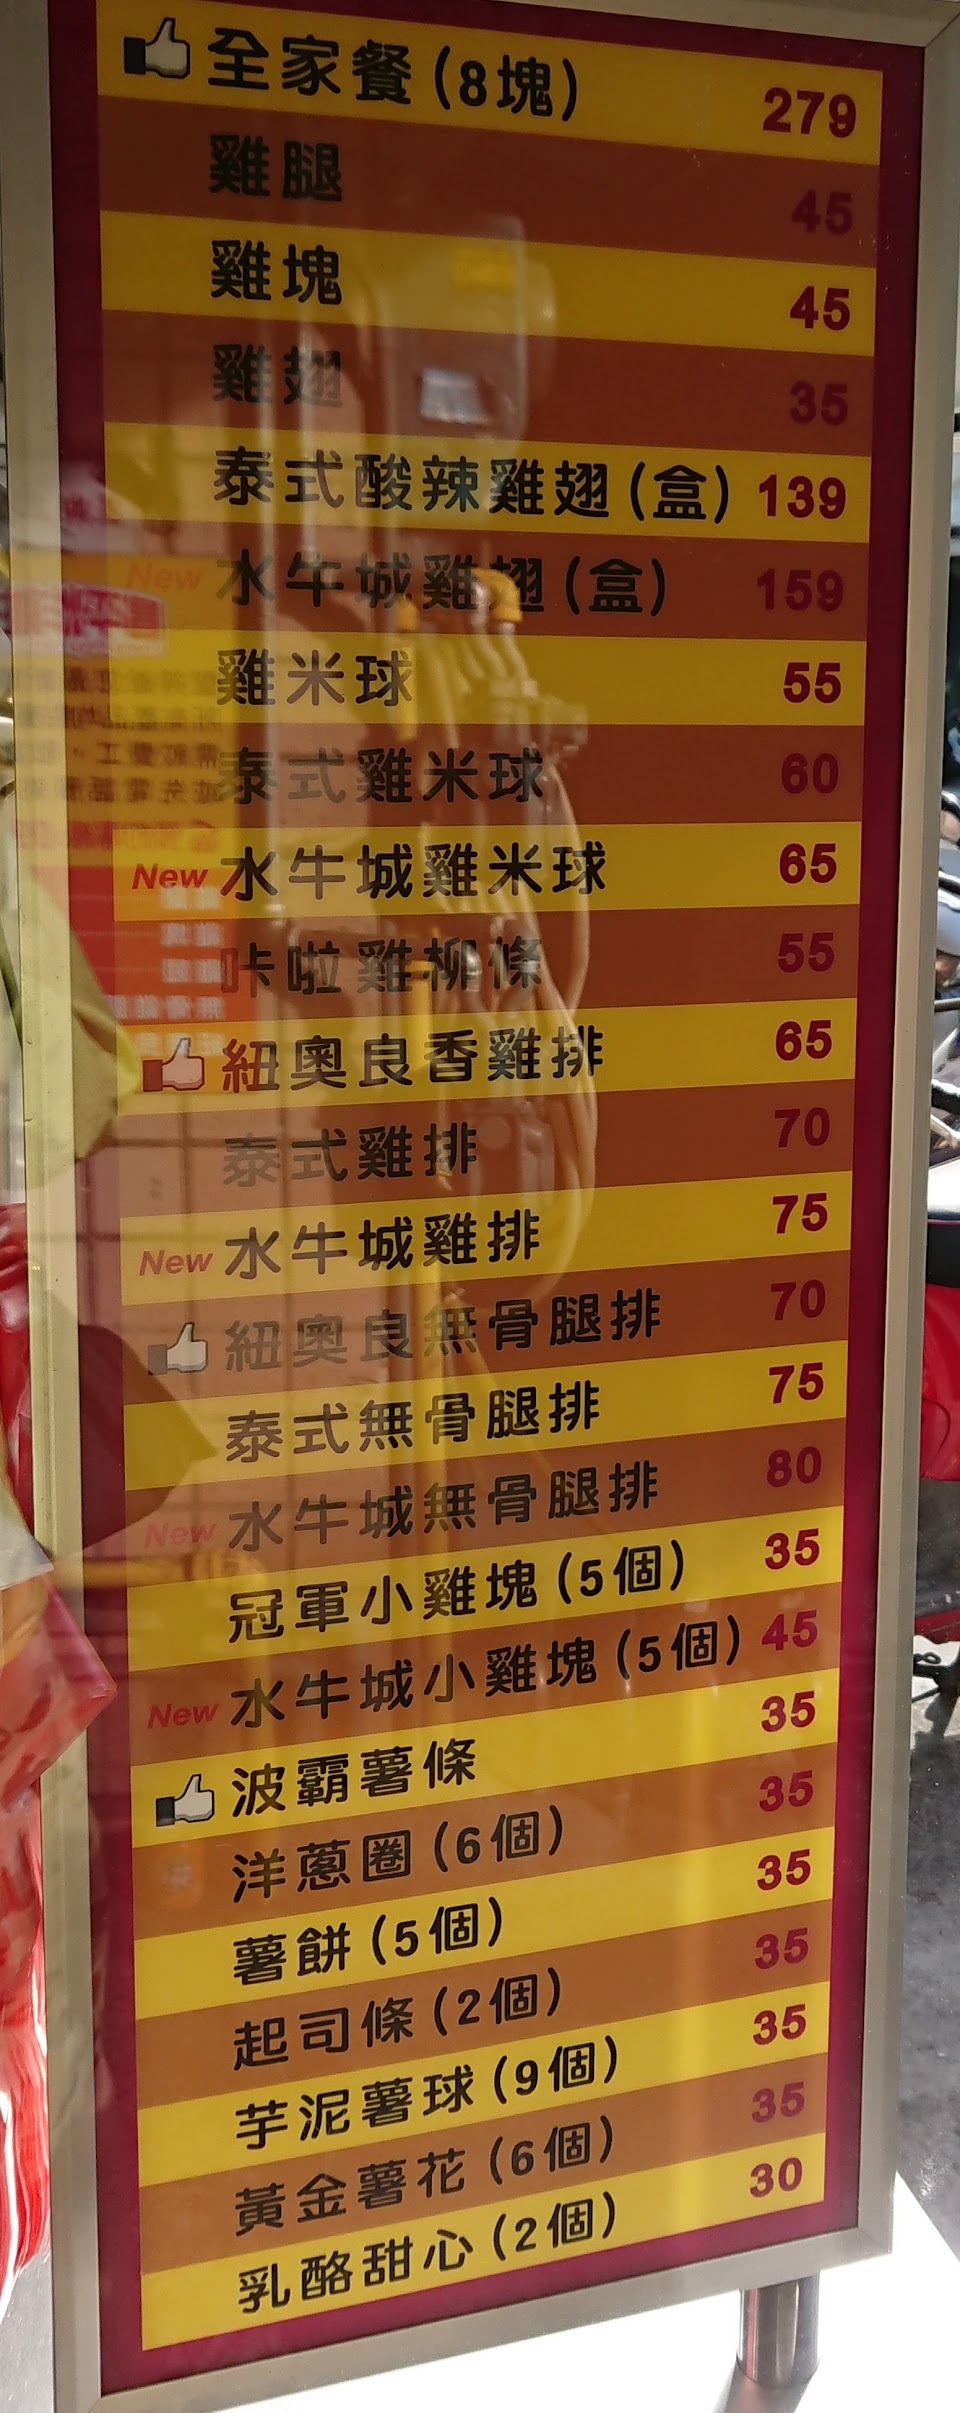 全家餐(8塊) 279
雞腿 45
雞塊 45
雞翅 35
泰式酸辣雞翅(盒) 139
New 水牛城雞翅(盒) 159
雞米球 55
泰式雞米球 60
New 水牛城雞米球 65
咔啦雞柳條 55
紐奧良香雞排 65
泰式雞排 70
New 水牛城雞排 75
紐奧良無骨腿排 70
泰式無骨腿排 75
New 水牛城無骨腿排 80
冠軍小雞塊(5個) 35
New 水牛城小雞塊(5個) 45
波霸薯條 35
洋蔥圈(6個) 35
薯餅(5個) 35
起司條(2個) 35
芋泥薯球(9個) 35
黃金薯花(6個) 35
乳酪甜心(2個) 30